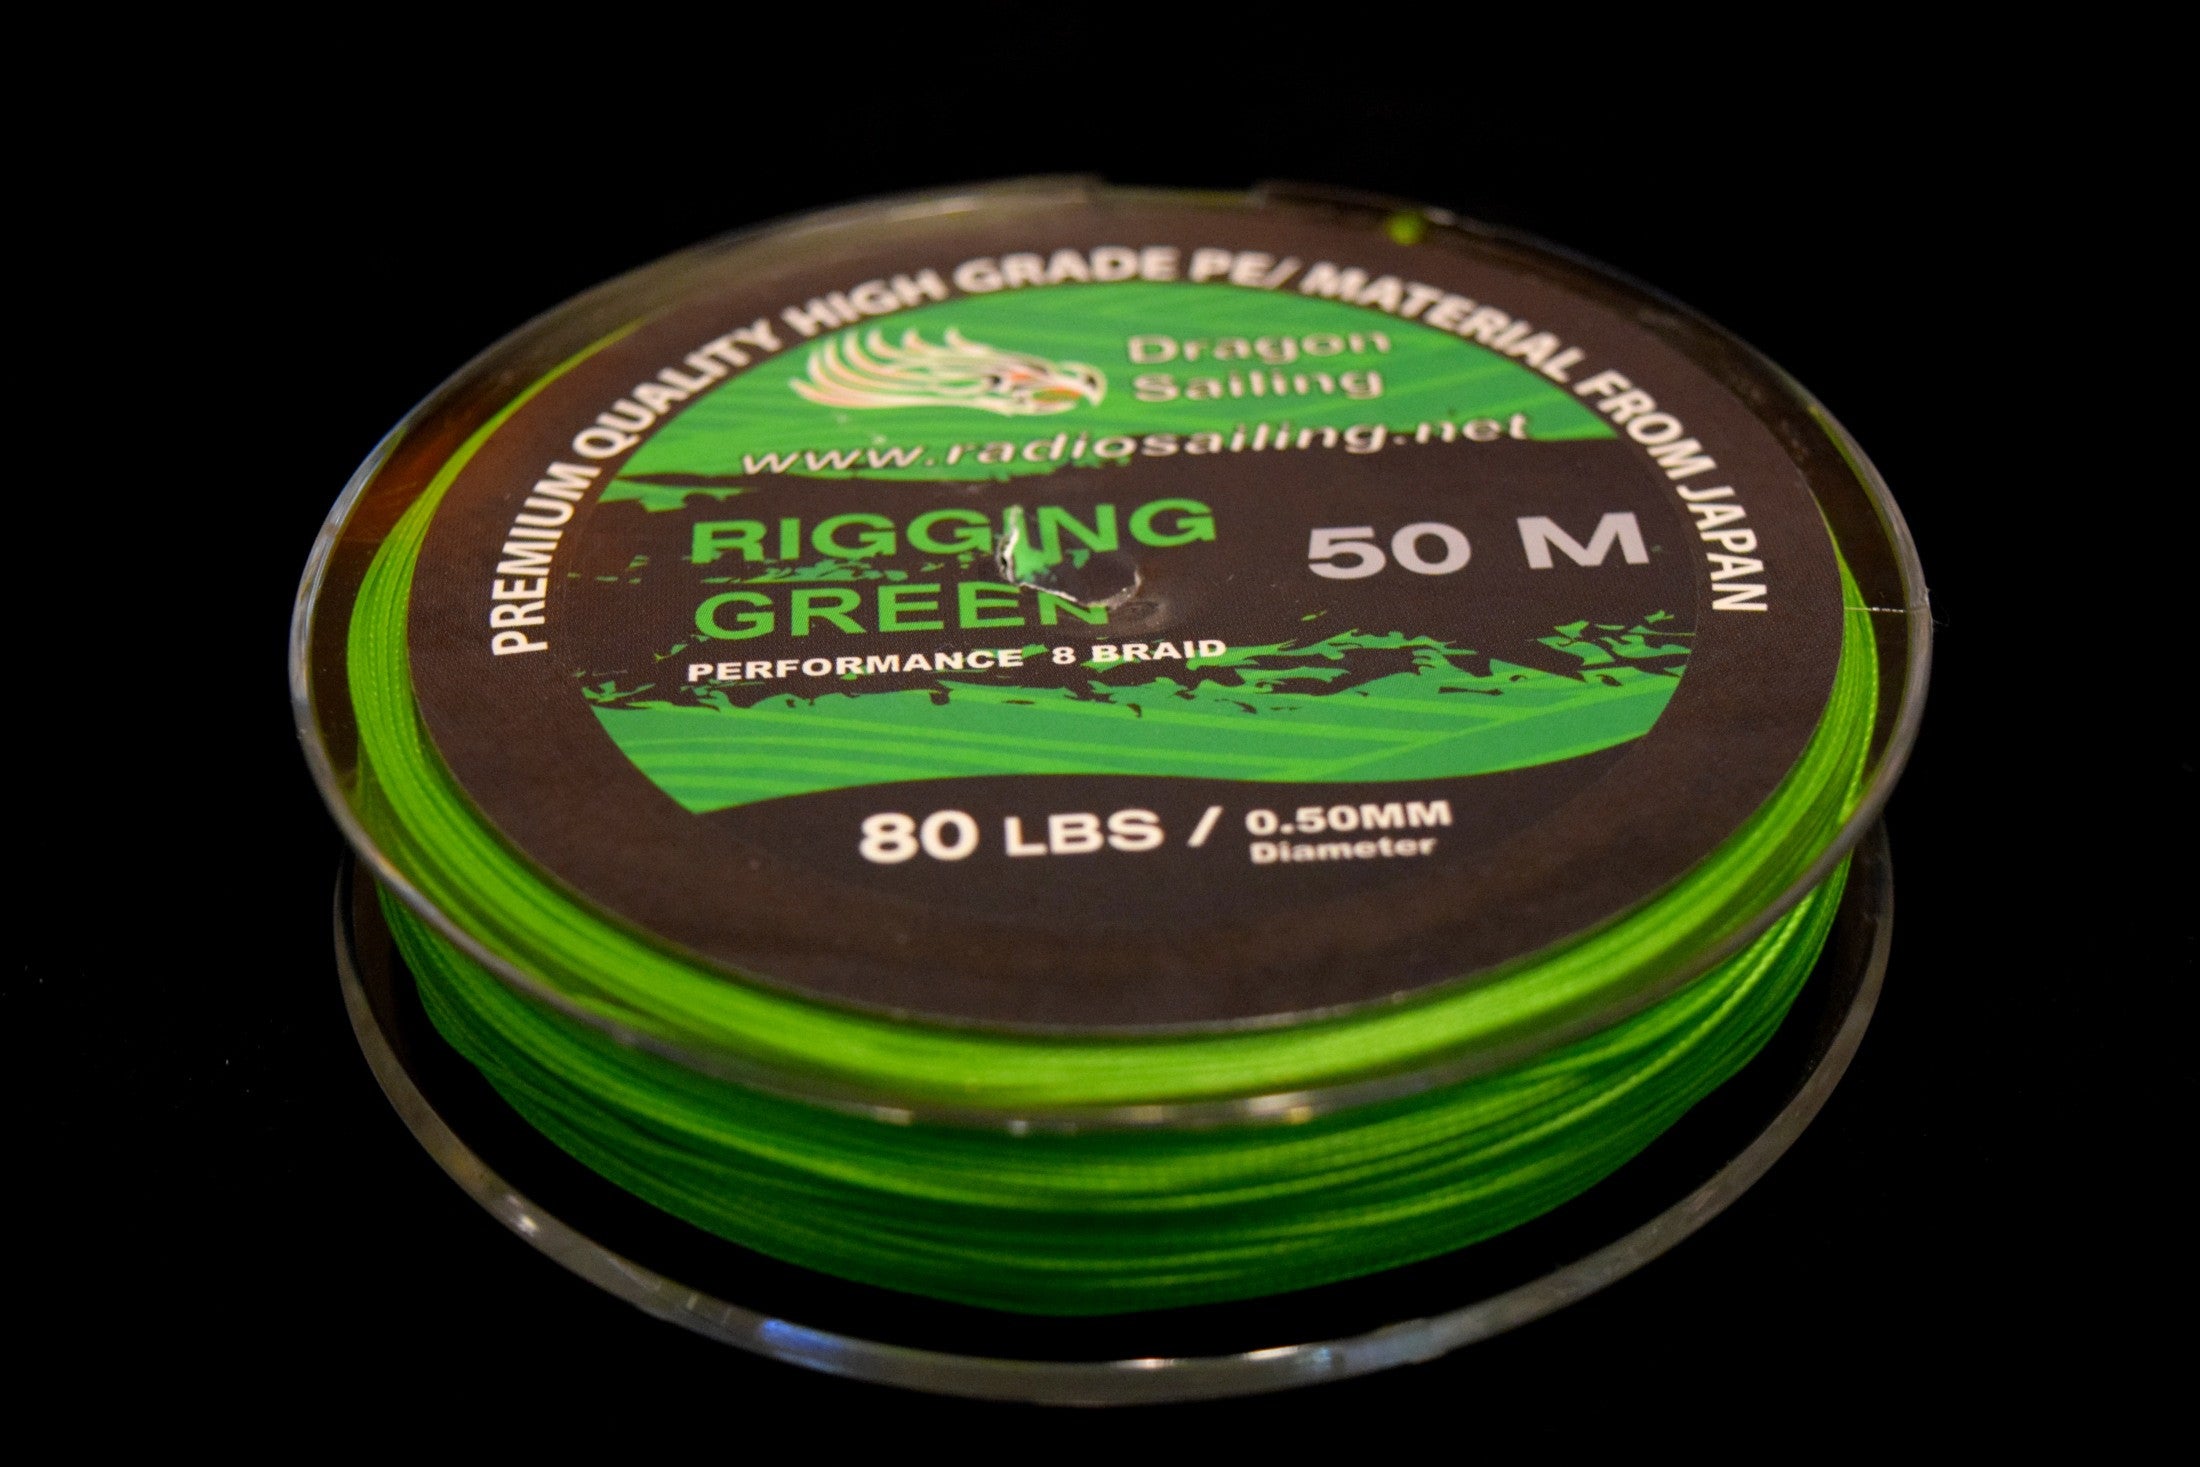 PREMIUM QUALITY HIGH GRADE PE/ MATERIAL FROM JAPAN
Dragon
Sailing
www.radiosailing.net
RIGGING
GREEN
50 M
PERFORMANCE 8 BRAID
80 LBS / 0.50MM
Diameter